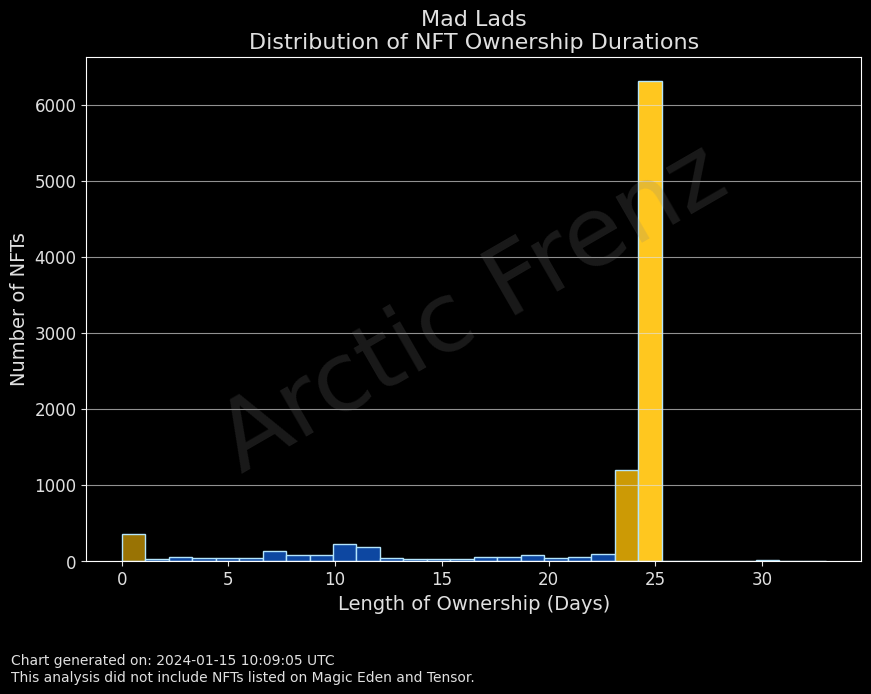 Mad Lads
Distribution of NFT Ownership Durations
Number of NFTs
6000
5000
4000
3000
2000
1000
0
Arctic Frenz
0 5 10 15 20 25 30
Length of Ownership (Days)
Chart generated on: 2024-01-15 10:09:05 UTC
This analysis did not include NFTs listed on Magic Eden and Tensor.